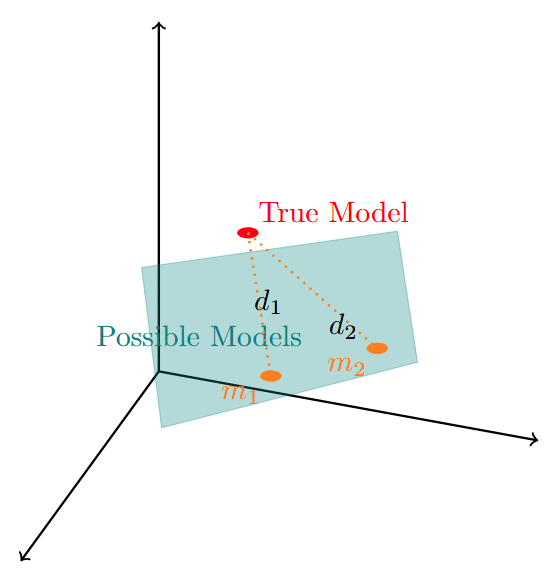 True Model
d₁
d₂
Possible Models
m₂
m₁